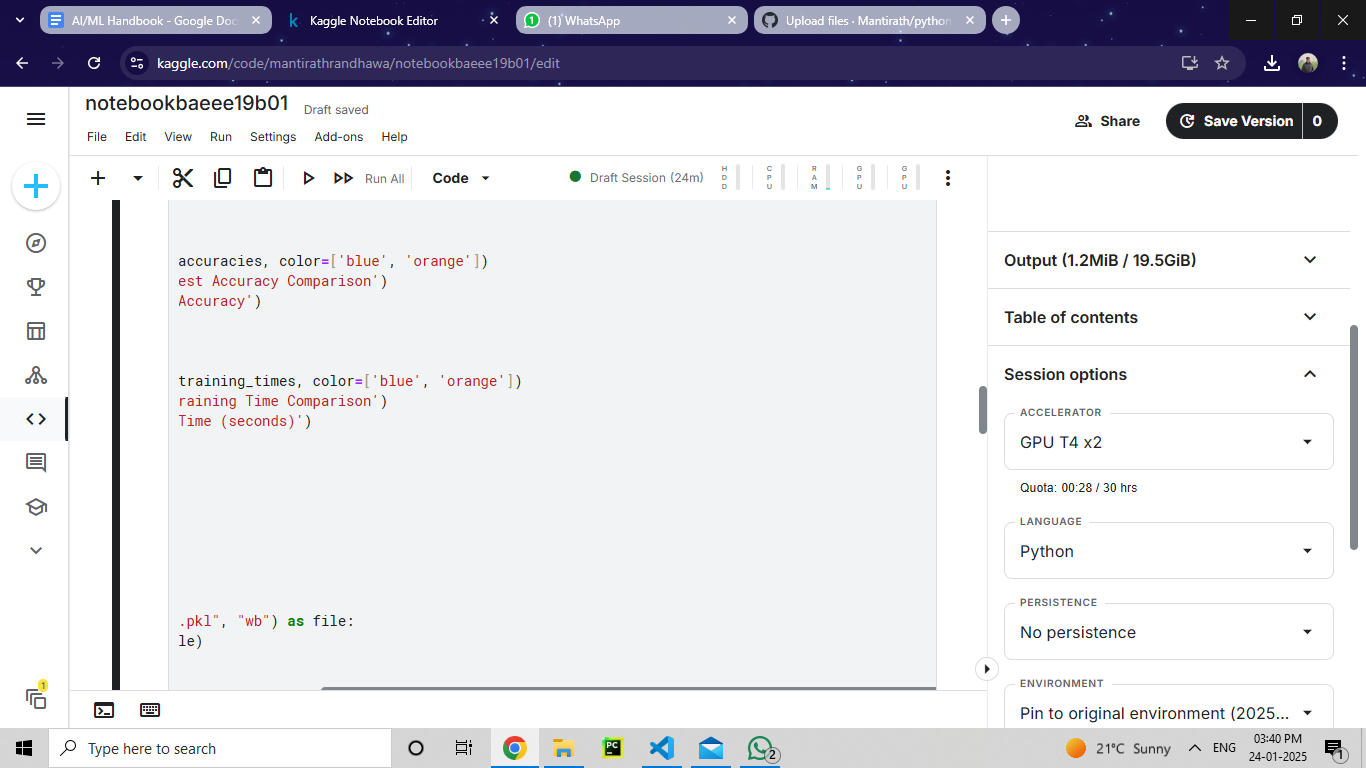 AI/ML Handbook - Google Doc
Kaggle Notebook Editor
(1) WhatsApp
Upload files · Mantirath/python
kaggle.com/code/mantirathrandhawa/notebookbaeee19b01/edit
notebookbaeee19b01
Draft saved
File Edit View Run Settings Add-ons Help
Share
Save Version 0
Run All
Code
Draft Session (24m)
HDD
CPU
RAM
GPU
GPU
accuracies, color=['blue', 'orange'])
est Accuracy Comparison')
Accuracy')
training_times, color=['blue', 'orange'])
raining Time Comparison')
Time (seconds)')
.pkl", "wb") as file:
le)
Output (1.2MiB / 19.5GiB)
Table of contents
Session options
ACCELERATOR
GPU T4 x2
Quota: 00:28 / 30 hrs
LANGUAGE
Python
PERSISTENCE
No persistence
ENVIRONMENT
Pin to original environment (2025...
1
Type here to search
PC
2
21°C Sunny
ENG
03:40 PM
24-01-2025
1